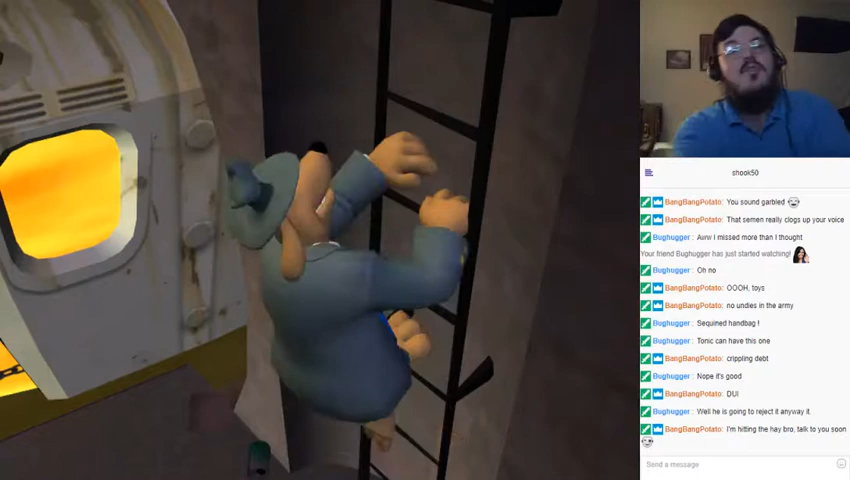 shook50
BangBangPotato: You sound garbled
BangBangPotato: That semen really clogs up your voice
Bughugger: Aww I missed more than I thought
Your friend Bughugger has just started watching!
Bughugger: Oh no
BangBangPotato: OOOH, toys
BangBangPotato: no undies in the army
Bughugger: Sequined handbag !
Bughugger: Tonic can have this one
BangBangPotato: crippling debt
Bughugger: Nope it's good
BangBangPotato: DUI
Bughugger: Well he is going to reject it anyway it.
BangBangPotato: I'm hitting the hay bro, talk to you soon
Send a message